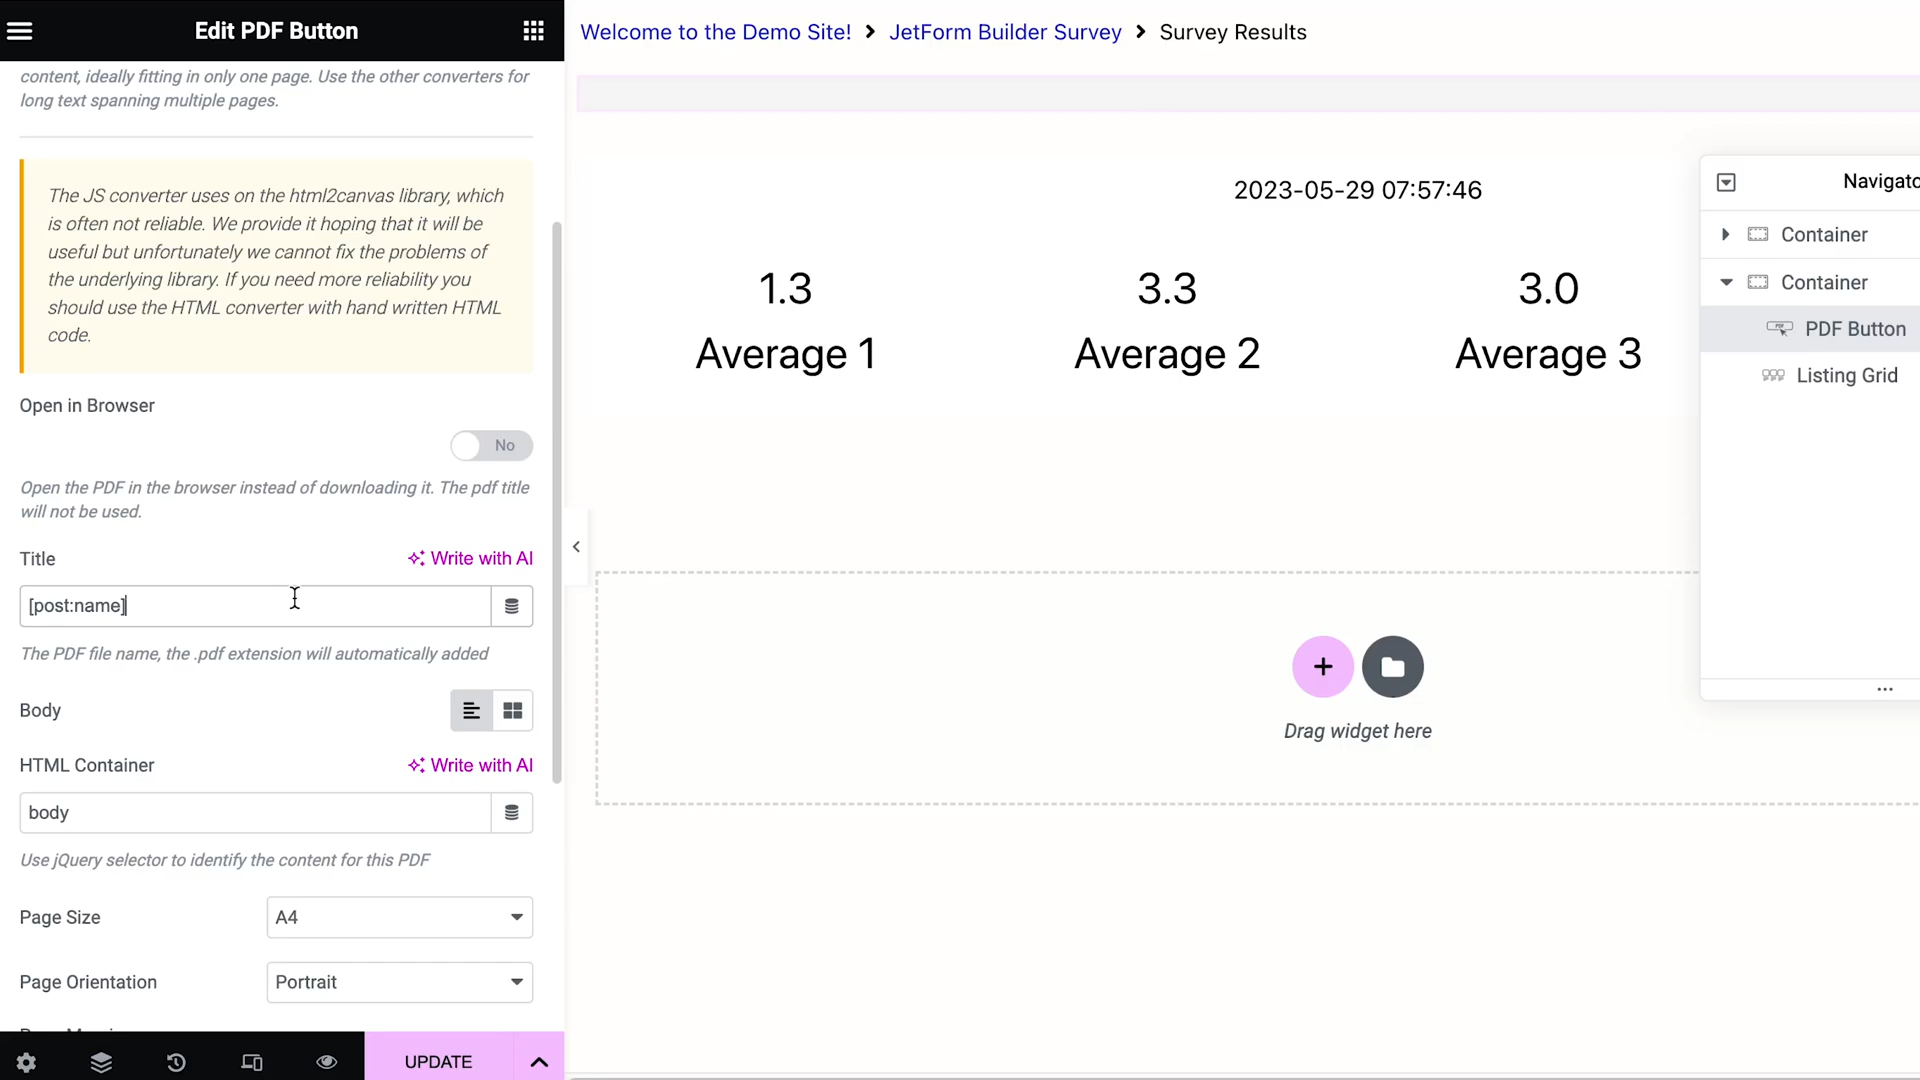 Edit PDF Button
content, ideally fitting in only one page. Use the other converters for
long text spanning multiple pages.
The JS converter uses on the html2canvas library, which
is often not reliable. We provide it hoping that it will be
useful but unfortunately we cannot fix the problems of
the underlying library. If you need more reliability you
should use the HTML converter with hand written HTML
code.
Open in Browser
No
Open the PDF in the browser instead of downloading it. The pdf title
will not be used.
Title
Write with AI
[post:name]
The PDF file name, the .pdf extension will automatically added
Body
HTML Container
Write with AI
body
Use jQuery selector to identify the content for this PDF
Page Size
A4
Page Orientation
Portrait
UPDATE
Welcome to the Demo Site! > JetForm Builder Survey > Survey Results
2023-05-29 07:57:46
1.3
3.3
3.0
Average 1
Average 2
Average 3
Drag widget here
Navigato
Container
Container
PDF Button
Listing Grid